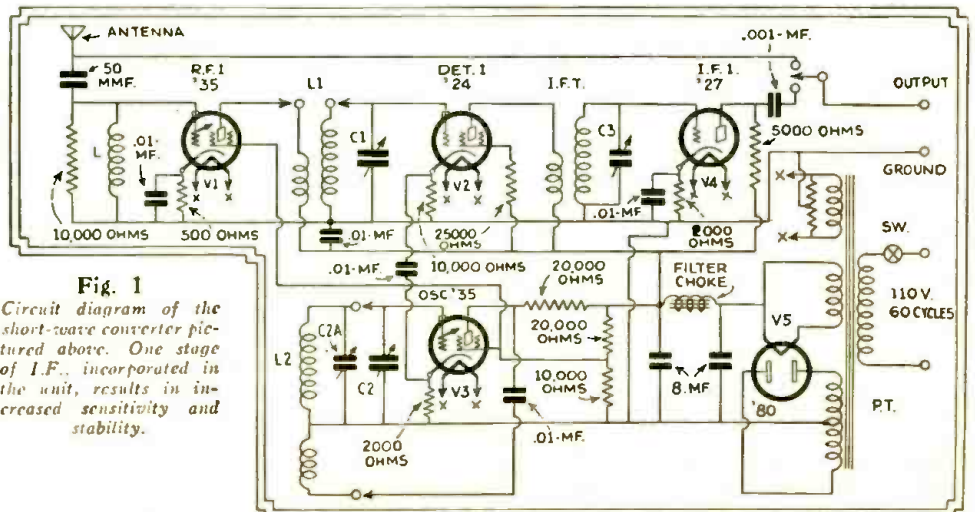 ANTENNA
50
MMF.
R.F.1
'35
L1
DET. 1
'24
I.F.T.
I.F.1.
'27
.001-MF.
OUTPUT
5000 OHMS
GROUND
L
.01-
MF.
V1
X X
C1
V2
X X
C3
V4
X X
X
X
SW.
10,000 OHMS
500 OHMS
.01-MF
25000
OHMS
.01-MF
2000
OHMS
110 V.
60 CYCLES
.01-MF.
10,000 OHMS
20,000
OHMS
FILTER
CHOKE
OSC '35
C2A
C2
L2
V3
X X
20,000
OHMS
10,000
OHMS
8.MF
V5
'80
P.T.
2000
OHMS
.01-MF.
Fig. 1
Circuit diagram of the
short-wave converter pic-
tured above. One stage
of I.F., incorporated in
the unit, results in in-
creased sensitivity and
stability.